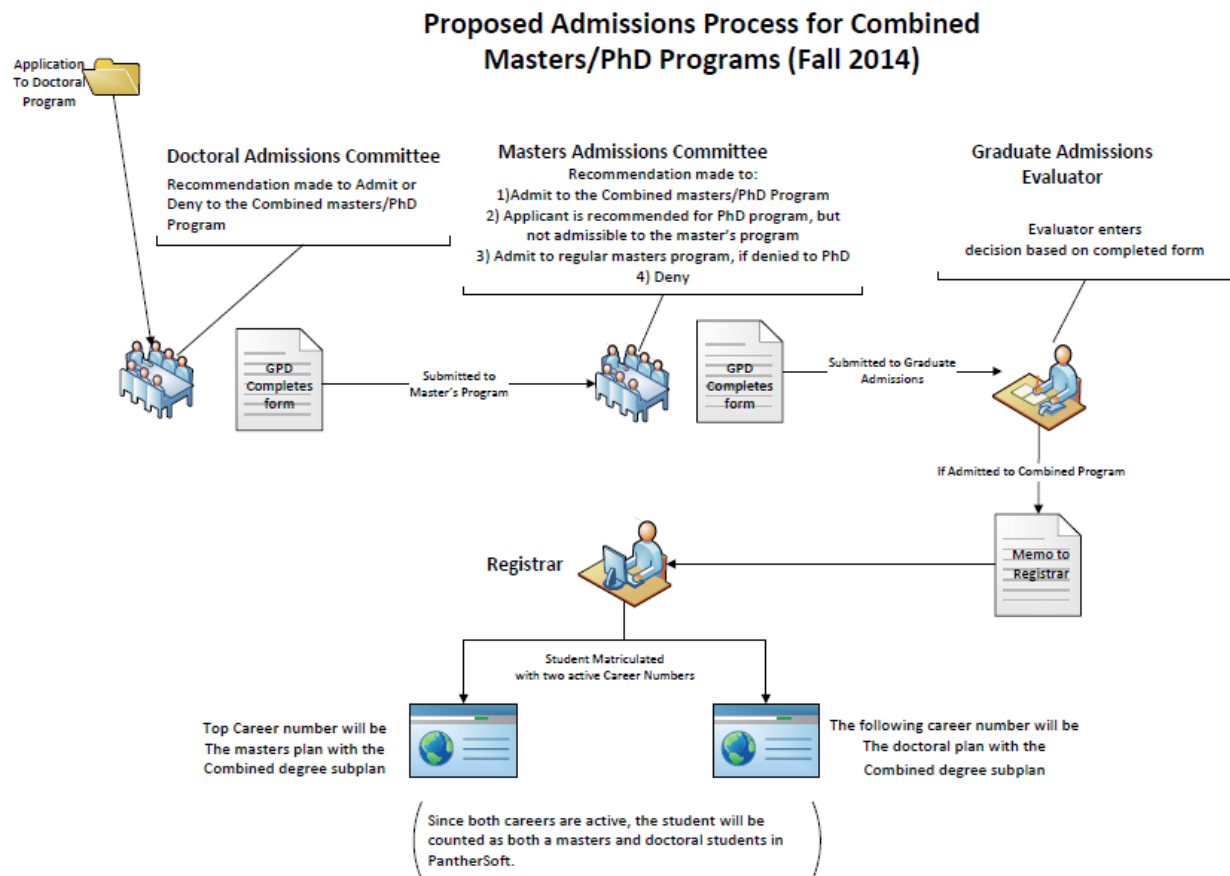 Proposed Admissions Process for Combined
Masters/PhD Programs (Fall 2014)
Application
To Doctoral
Program
Doctoral Admissions Committee
Recommendation made to Admit or
Deny to the Combined masters/PhD
Program
Masters Admissions Committee
Recommendation made to:
1)Admit to the Combined masters/PhD Program
2) Applicant is recommended for PhD program, but
not admissible to the master's program
3) Admit to regular masters program, if denied to PhD
4) Deny
Graduate Admissions
Evaluator
Evaluator enters
decision based on completed form
GPD
Completes
form
Submitted to
Master's Program
GPD
Completes
form
Submitted to Graduate
Admissions
If Admitted to Combined Program
Memo to
Registrar
Registrar
Student Matriculated
with two active Career Numbers
Top Career number will be
The masters plan with the
Combined degree subplan
The following career number will be
The doctoral plan with the
Combined degree subplan
Since both careers are active, the student will be
counted as both a masters and doctoral students in
PantherSoft.